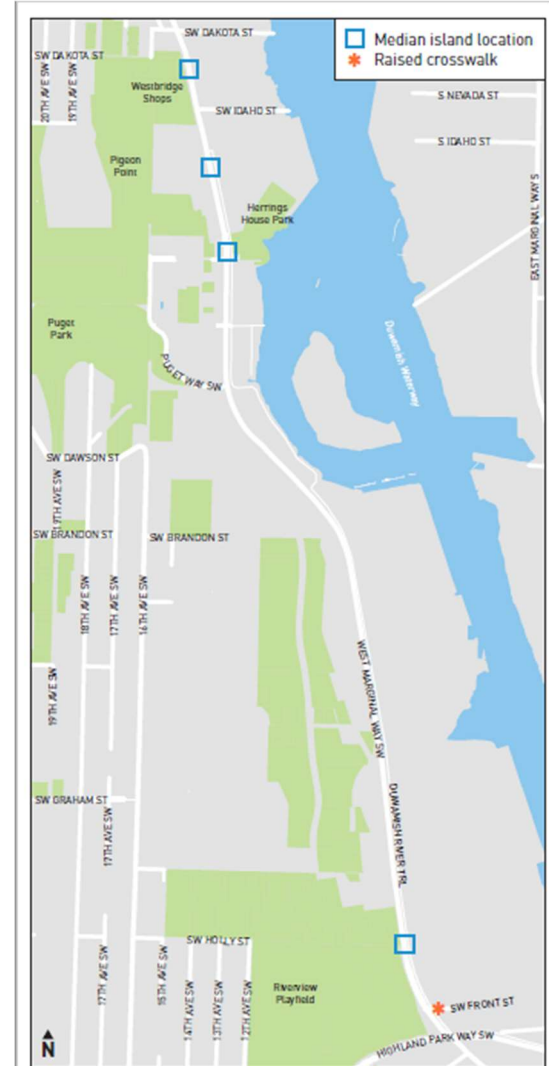 SW DAKOTA ST
Median island location
Raised crosswalk
SW DAKOTA ST
20TH AVE SW
19TH AVE SW
Westbridge
Shops
S NEVADA ST
SW IDAHO ST
S IDAHO ST
Pigeon
Point
EAST MARGINAL WAY S
Herrings
House Park
Puget
Park
Duwamish Waterway
PUGET WAY SW
SW DAWSON ST
19TH AVE SW
SW BRANDON ST
SW BRANDON ST
18TH AVE SW
17TH AVE SW
16TH AVE SW
WEST MARGINAL WAY SW
19TH AVE SW
DUWAMISH RIVER TRL
SW GRAHAM ST
17TH AVE SW
SW HOLLY ST
17TH AVE SW
15TH AVE SW
14TH AVE SW
13TH AVE SW
12TH AVE SW
Riverview
Playfield
SW FRONT ST
HIGHLAND PARK WAY SW
N